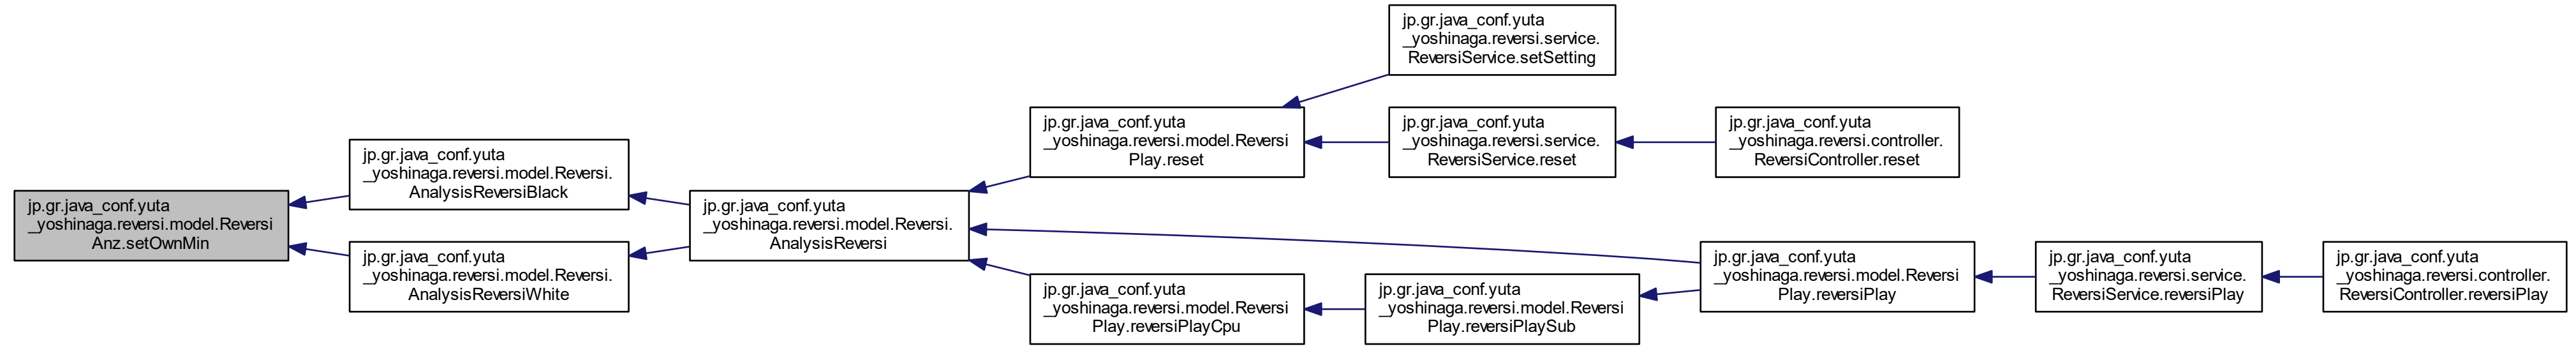 jp.gr.java_conf.yuta
_yoshinaga.reversi.service.
ReversiService.setSetting
jp.gr.java_conf.yuta
_yoshinaga.reversi.model.Reversi
Play.reset
jp.gr.java_conf.yuta
_yoshinaga.reversi.service.
ReversiService.reset
jp.gr.java_conf.yuta
_yoshinaga.reversi.controller.
ReversiController.reset
jp.gr.java_conf.yuta
_yoshinaga.reversi.model.Reversi.
AnalysisReversiBlack
jp.gr.java_conf.yuta
_yoshinaga.reversi.model.Reversi
Anz.setOwnMin
jp.gr.java_conf.yuta
_yoshinaga.reversi.model.Reversi.
AnalysisReversi
jp.gr.java_conf.yuta
_yoshinaga.reversi.model.Reversi.
AnalysisReversiWhite
jp.gr.java_conf.yuta
_yoshinaga.reversi.model.Reversi
Play.reversiPlay
jp.gr.java_conf.yuta
_yoshinaga.reversi.service.
ReversiService.reversiPlay
jp.gr.java_conf.yuta
_yoshinaga.reversi.controller.
ReversiController.reversiPlay
jp.gr.java_conf.yuta
_yoshinaga.reversi.model.Reversi
Play.reversiPlayCpu
jp.gr.java_conf.yuta
_yoshinaga.reversi.model.Reversi
Play.reversiPlaySub